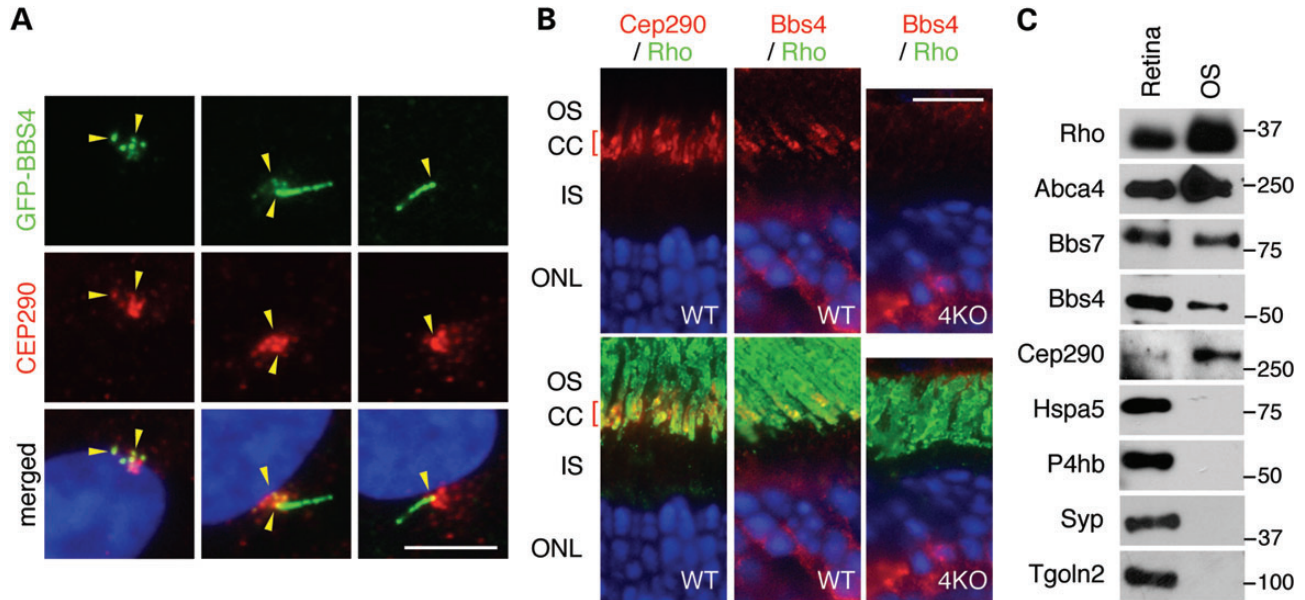 A
GFP-BBS4
CEP290
merged
B
Cep290
/ Rho
Bbs4
/ Rho
Bbs4
/ Rho
OS
CC
IS
ONL
WT
WT
4KO
OS
CC
IS
ONL
WT
WT
4KO
C
Retina
OS
Rho
-37
Abca4
-250
Bbs7
-75
Bbs4
-50
Cep290
-250
Hspa5
-75
P4hb
-50
Syp
-37
Tgoln2
-100